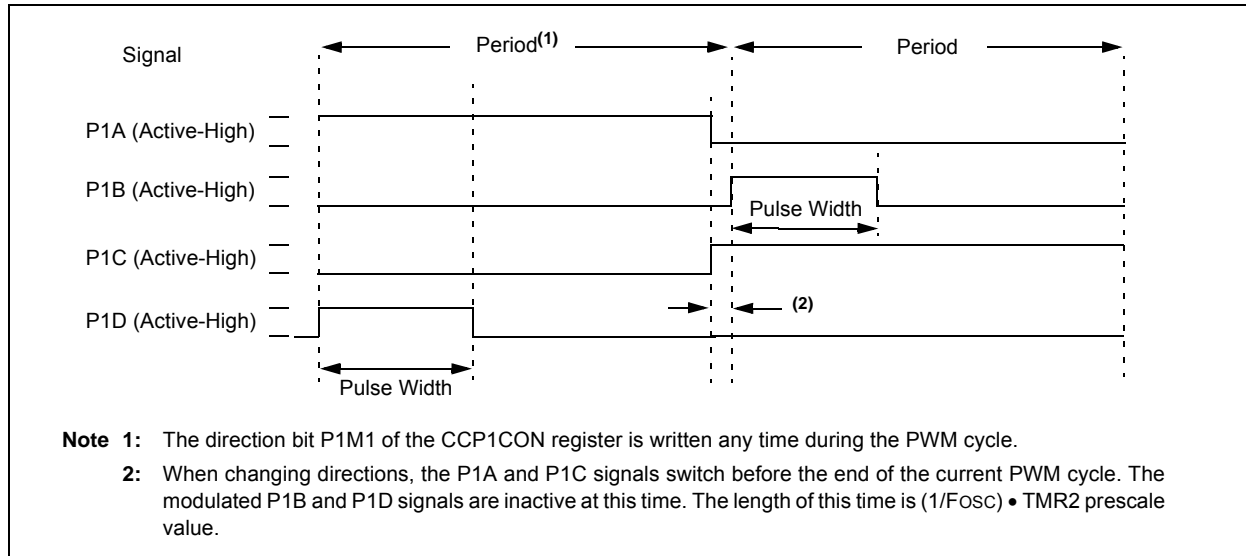 Signal
Period(1)
Period
P1A (Active-High)
P1B (Active-High)
Pulse Width
P1C (Active-High)
(2)
P1D (Active-High)
Pulse Width
Note 1: The direction bit P1M1 of the CCP1CON register is written any time during the PWM cycle.
2: When changing directions, the P1A and P1C signals switch before the end of the current PWM cycle. The
modulated P1B and P1D signals are inactive at this time. The length of this time is (1/FOSC) • TMR2 prescale
value.